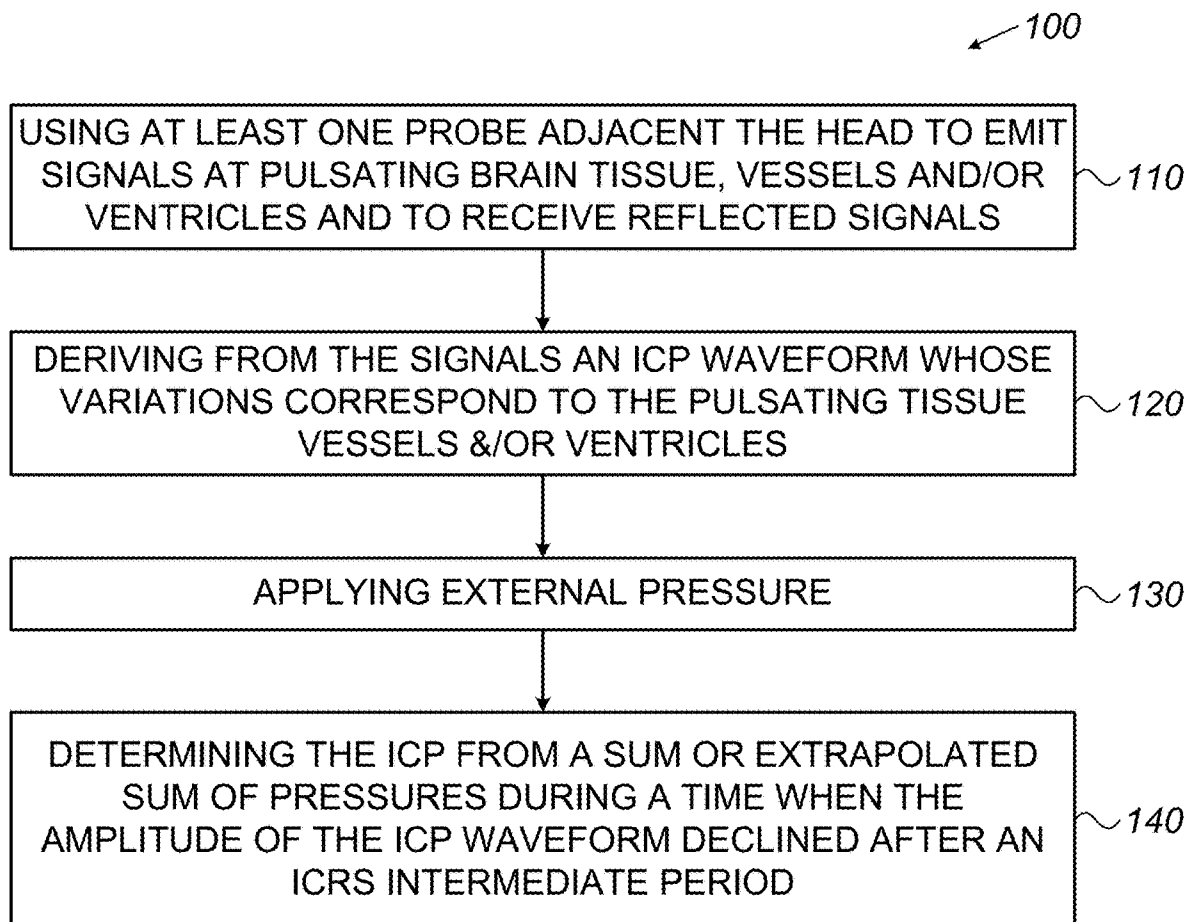 100
USING AT LEAST ONE PROBE ADJACENT THE HEAD TO EMIT
SIGNALS AT PULSATING BRAIN TISSUE, VESSELS AND/OR
VENTRICLES AND TO RECEIVE REFLECTED SIGNALS
110
DERIVING FROM THE SIGNALS AN ICP WAVEFORM WHOSE
VARIATIONS CORRESPOND TO THE PULSATING TISSUE
VESSELS &/OR VENTRICLES
120
APPLYING EXTERNAL PRESSURE
130
DETERMINING THE ICP FROM A SUM OR EXTRAPOLATED
SUM OF PRESSURES DURING A TIME WHEN THE
AMPLITUDE OF THE ICP WAVEFORM DECLINED AFTER AN
ICRS INTERMEDIATE PERIOD
140